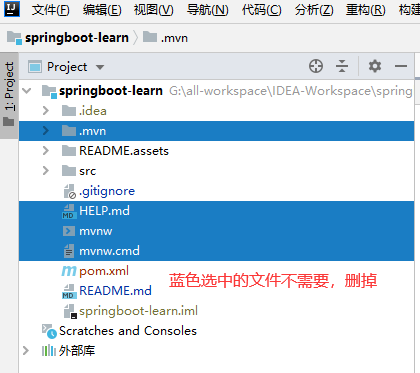 IJ 文件(F) 编辑(E) 视图(V) 导航(N) 代码(C) 分析(Z) 重构(R) 构建
springboot-learn .mvn
1: Project
Project
springboot-learn G:\all-workspace\IDEA-Workspace\spring
.idea
.mvn
README.assets
src
.gitignore
MD HELP.md
mvnw
mvnw.cmd
m pom.xml
蓝色选中的文件不需要，删掉
MD README.md
springboot-learn.iml
Scratches and Consoles
外部库